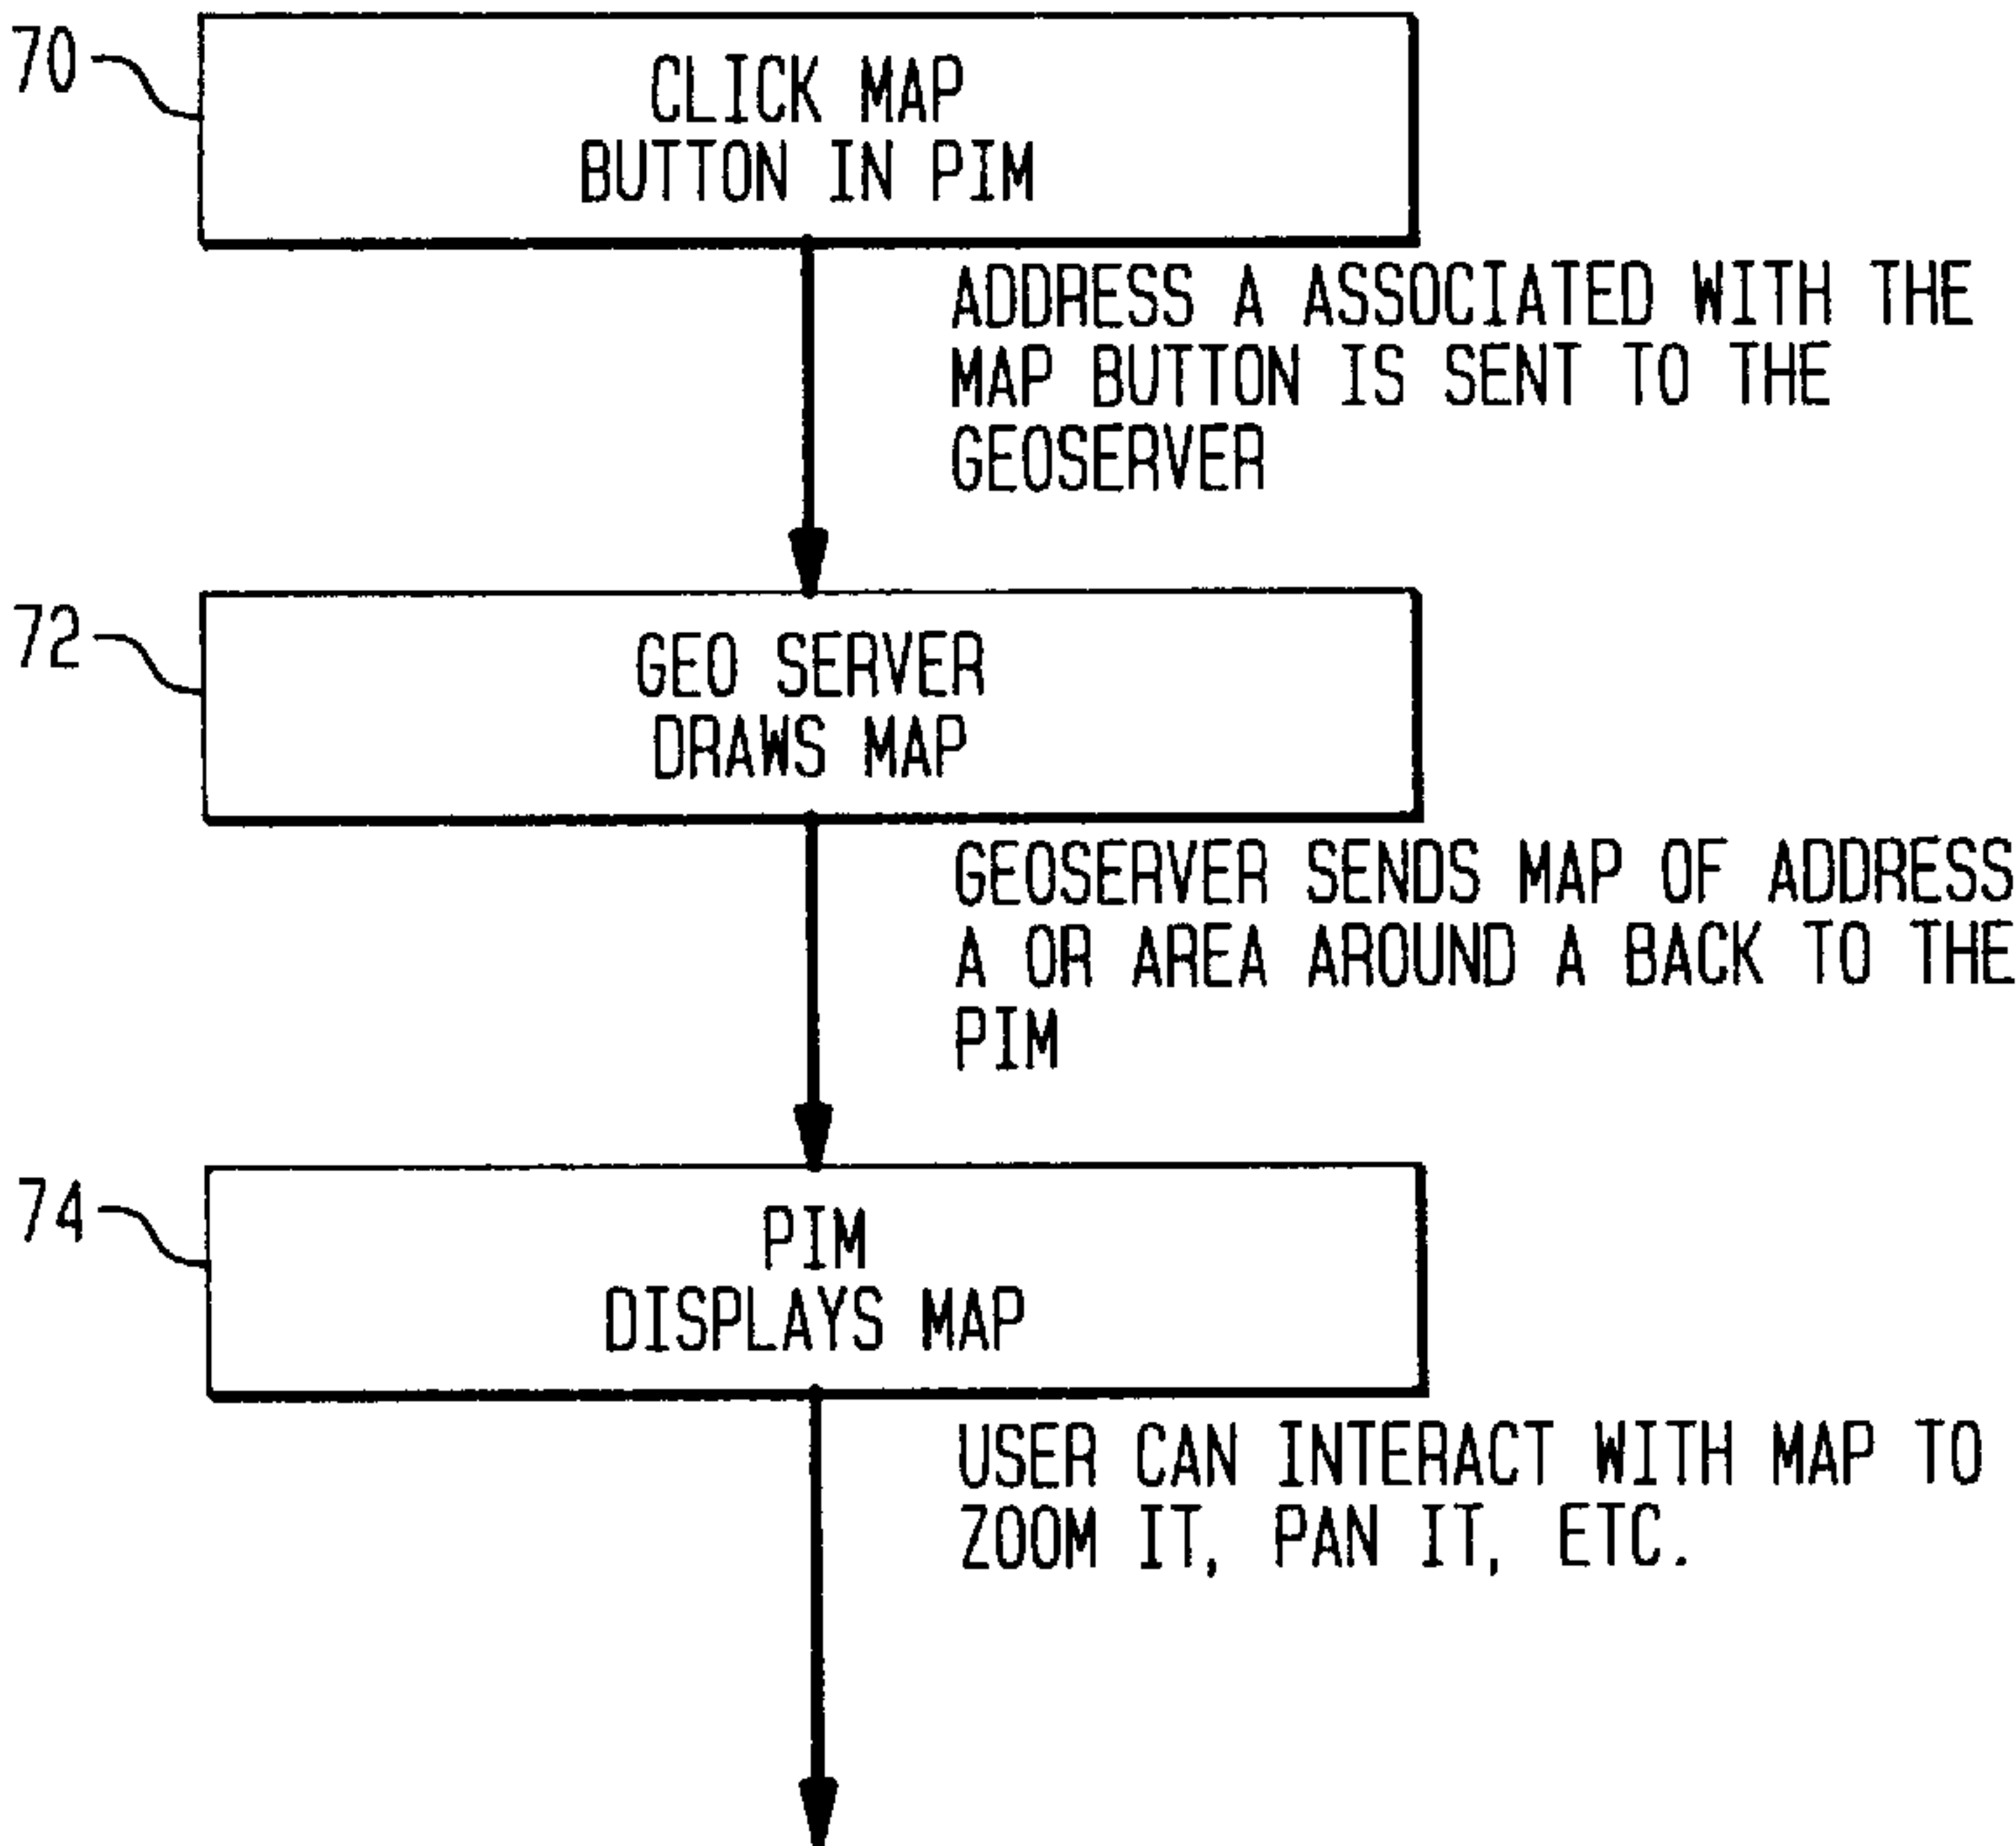 70
CLICK MAP
BUTTON IN PIM
ADDRESS A ASSOCIATED WITH THE
MAP BUTTON IS SENT TO THE
GEOSERVER
72
GEO SERVER
DRAWS MAP
GEOSERVER SENDS MAP OF ADDRESS
A OR AREA AROUND A BACK TO THE
PIM
74
PIM
DISPLAYS MAP
USER CAN INTERACT WITH MAP TO
ZOOM IT, PAN IT, ETC.